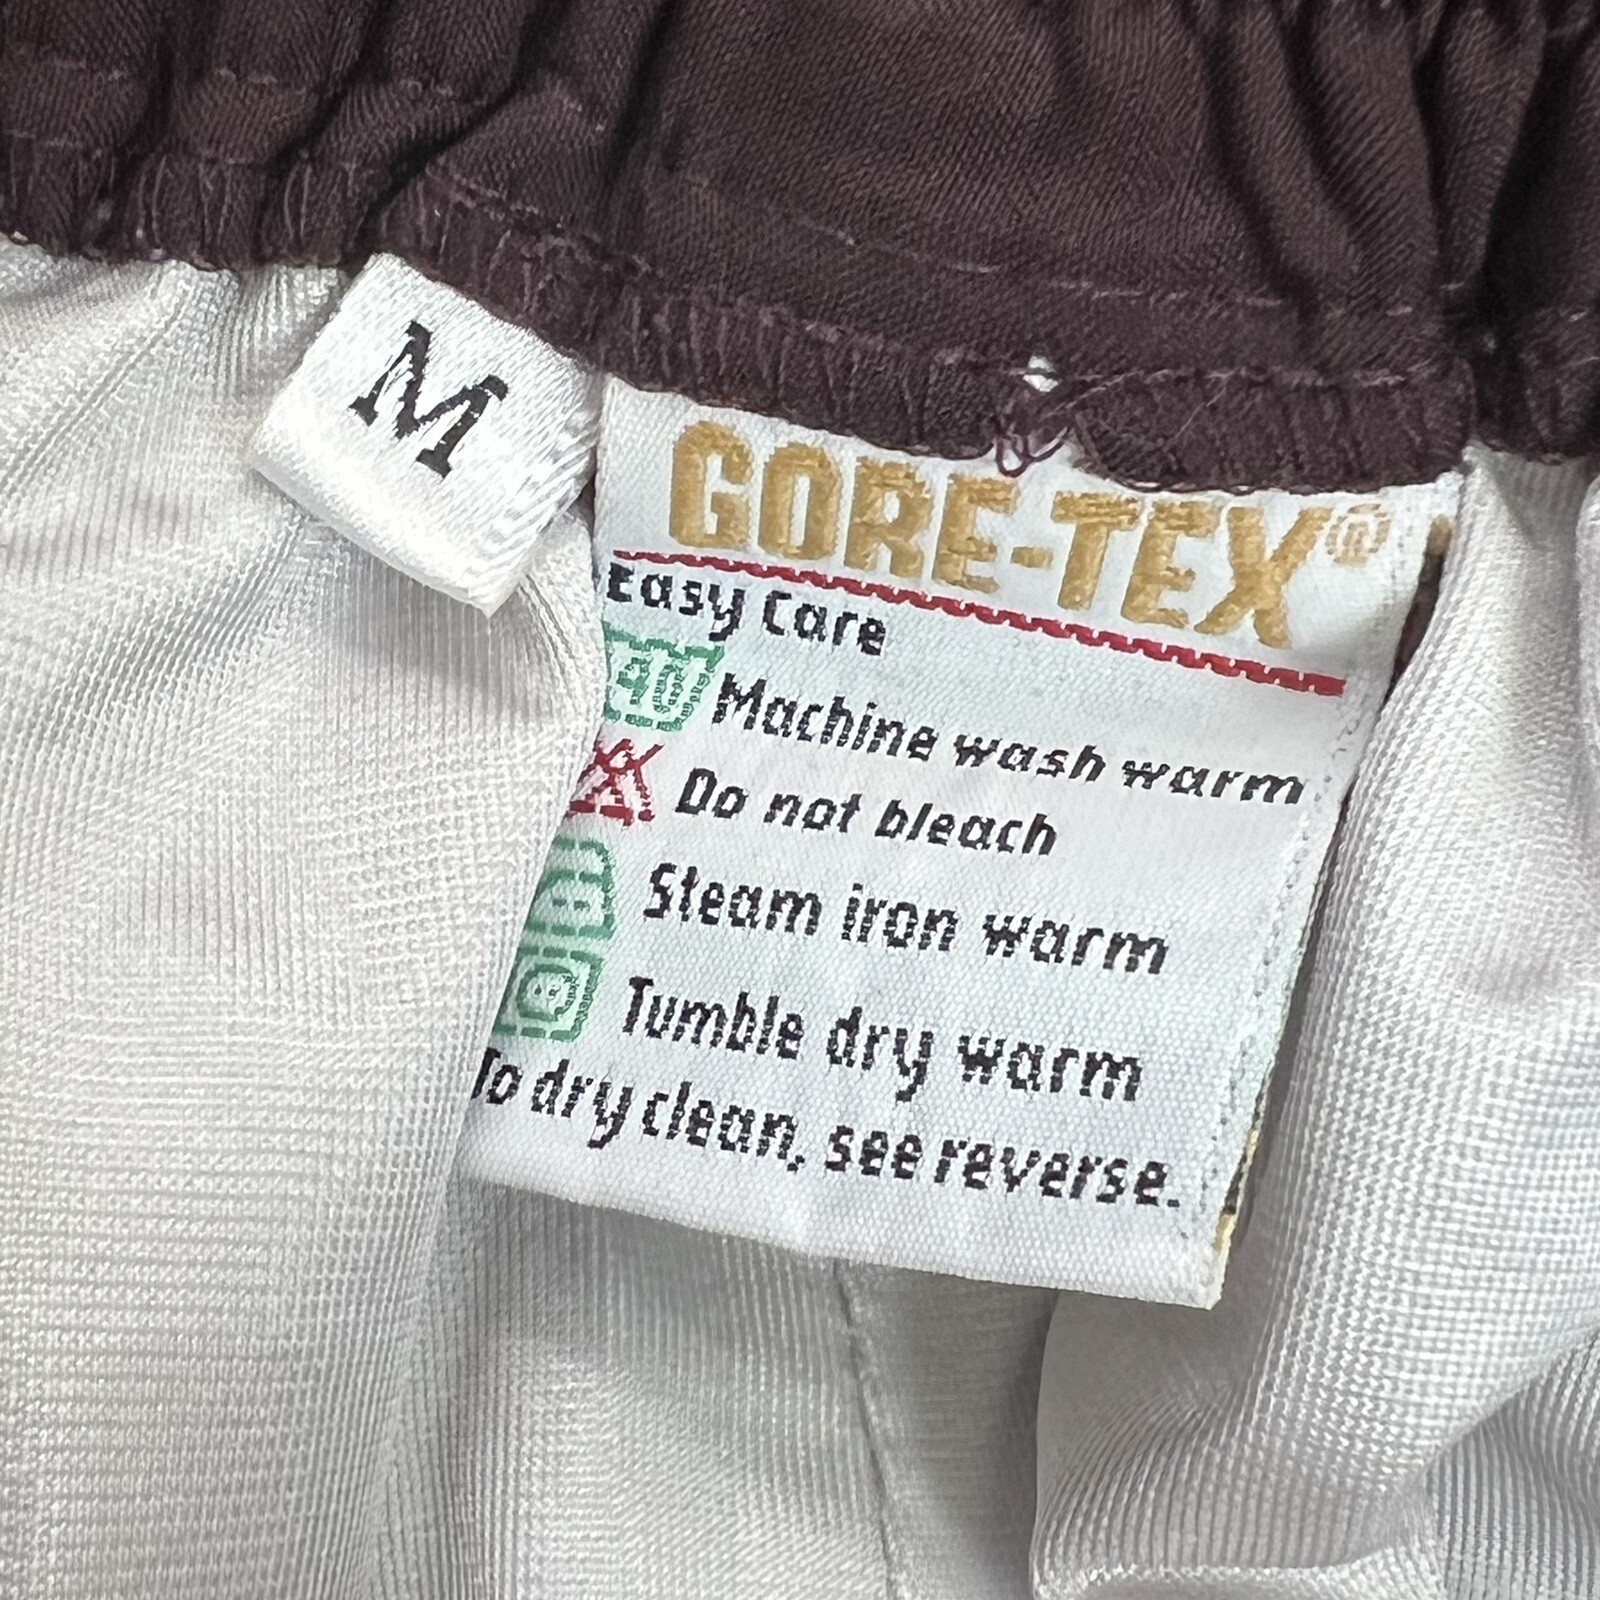 M
GORE-TEX®
Easy Care
40 Machine wash warm
Do not bleach
Steam iron warm
Tumble dry warm
To dry clean, see reverse.